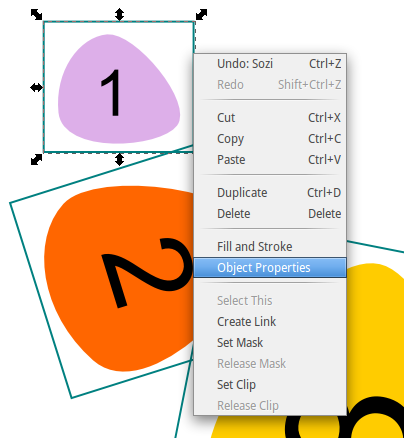 1
2
Undo: Sozi Ctrl+Z
Redo Shift+Ctrl+Z
Cut Ctrl+X
Copy Ctrl+C
Paste Ctrl+V
Duplicate Ctrl+D
Delete Delete
Fill and Stroke
Object Properties
Select This
Create Link
Set Mask
Release Mask
Set Clip
Release Clip